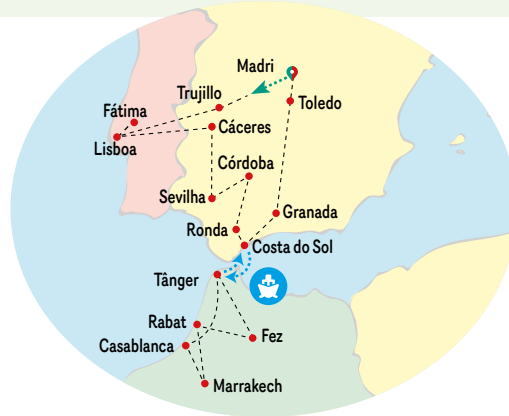 Madri
Trujillo
Toledo
Fátima
Cáceres
Lisboa
Córdoba
Sevilha
Granada
Ronda
Costa do Sol
Tânger
Rabat
Fez
Casablanca
Marrakech